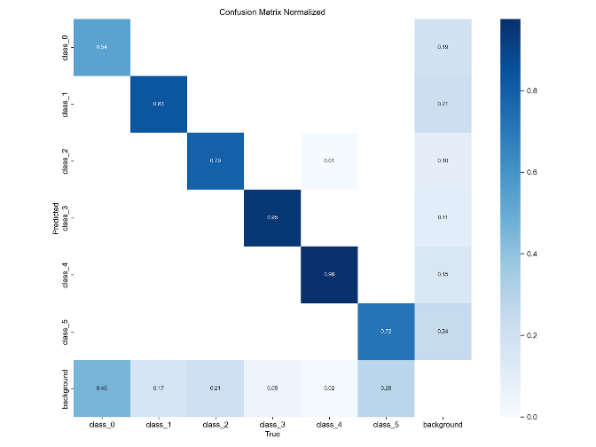 Confusion Matrix Normalized
Predicted
class_0 0.54 0.19
class_1 0.83 0.21
class_2 0.79 0.01 0.10
class_3 0.95 0.11
class_4 0.98 0.15
class_5 0.72 0.24
background 0.17 0.21 0.05 0.02 0.28
class_0 class_1 class_2 class_3 class_4 class_5 background
True
0.8
0.6
0.4
0.2
0.0